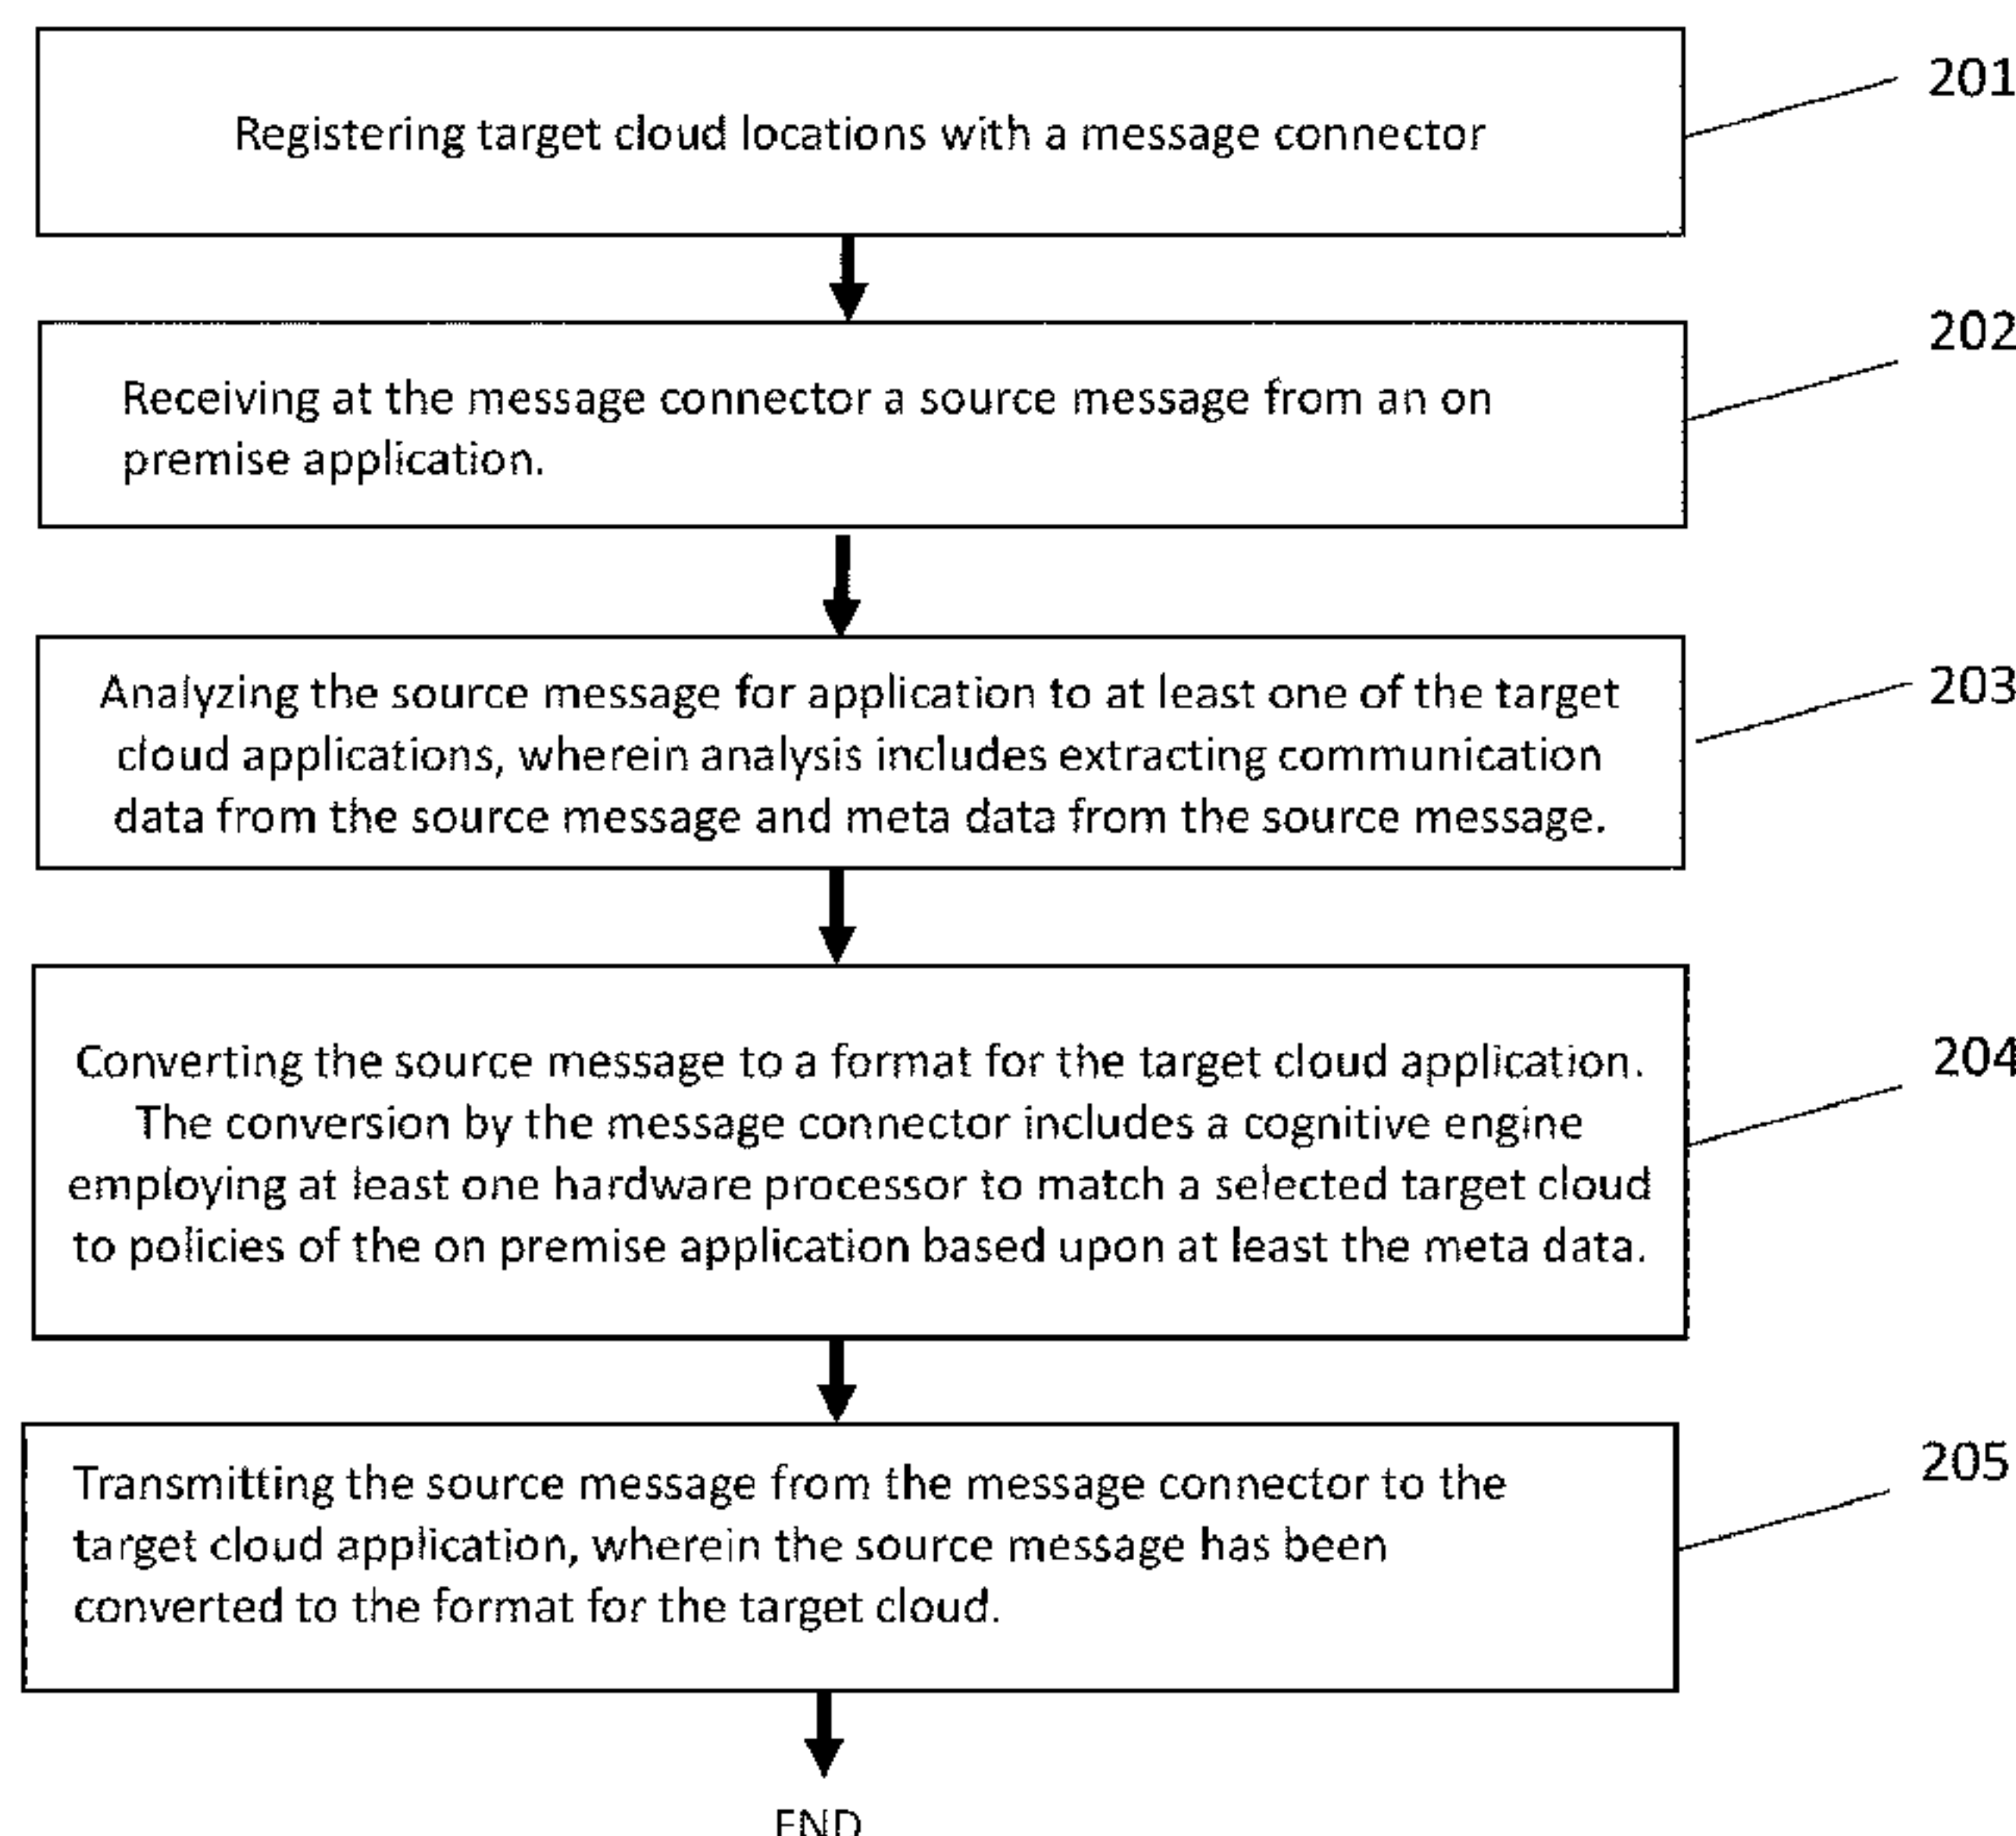 Registering target cloud locations with a message connector
201
Receiving at the message connector a source message from an on
premise application.
202
Analyzing the source message for application to at least one of the target
cloud applications, wherein analysis includes extracting communication
data from the source message and meta data from the source message.
203
Converting the source message to a format for the target cloud application.
The conversion by the message connector includes a cognitive engine
employing at least one hardware processor to match a selected target cloud
to policies of the on premise application based upon at least the meta data.
204
Transmitting the source message from the message connector to the
target cloud application, wherein the source message has been
converted to the format for the target cloud.
205
END